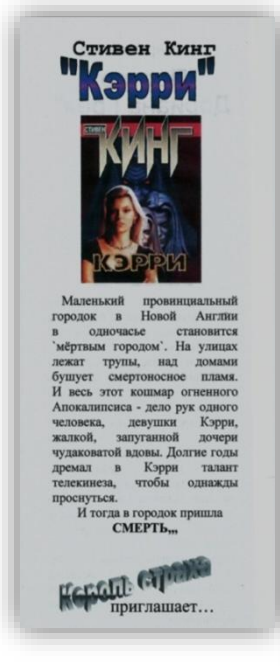 Стивен Кинг
"Кэрри"
СТИВЕН
КИНГ
КЭРРИ
Маленький провинциальный
городок в Новой Англии
в одночасье становится
`мёртвым городом`. На улицах
лежат трупы, над домами
бушует смертоносное пламя.
И весь этот кошмар огненного
Апокалипсиса - дело рук одного
человека, девушки Кэрри,
жалкой, запуганной дочери
чудаковатой вдовы. Долгие годы
дремал в Кэрри талант
телекинеза, чтобы однажды
проснуться.
И тогда в городок пришла
СМЕРТЬ,,,
Король страха
приглашает…